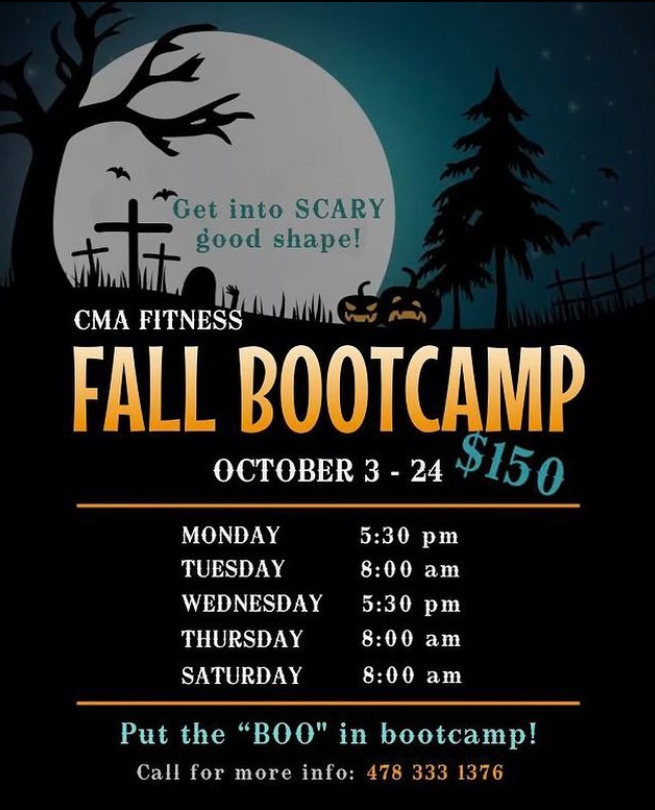 Get into SCARY
good shape!
CMA FITNESS
FALL BOOTCAMP
OCTOBER 3 - 24 $150
MONDAY 5:30 pm
TUESDAY 8:00 am
WEDNESDAY 5:30 pm
THURSDAY 8:00 am
SATURDAY 8:00 am
Put the “BOO" in bootcamp!
Call for more info: 478 333 1376